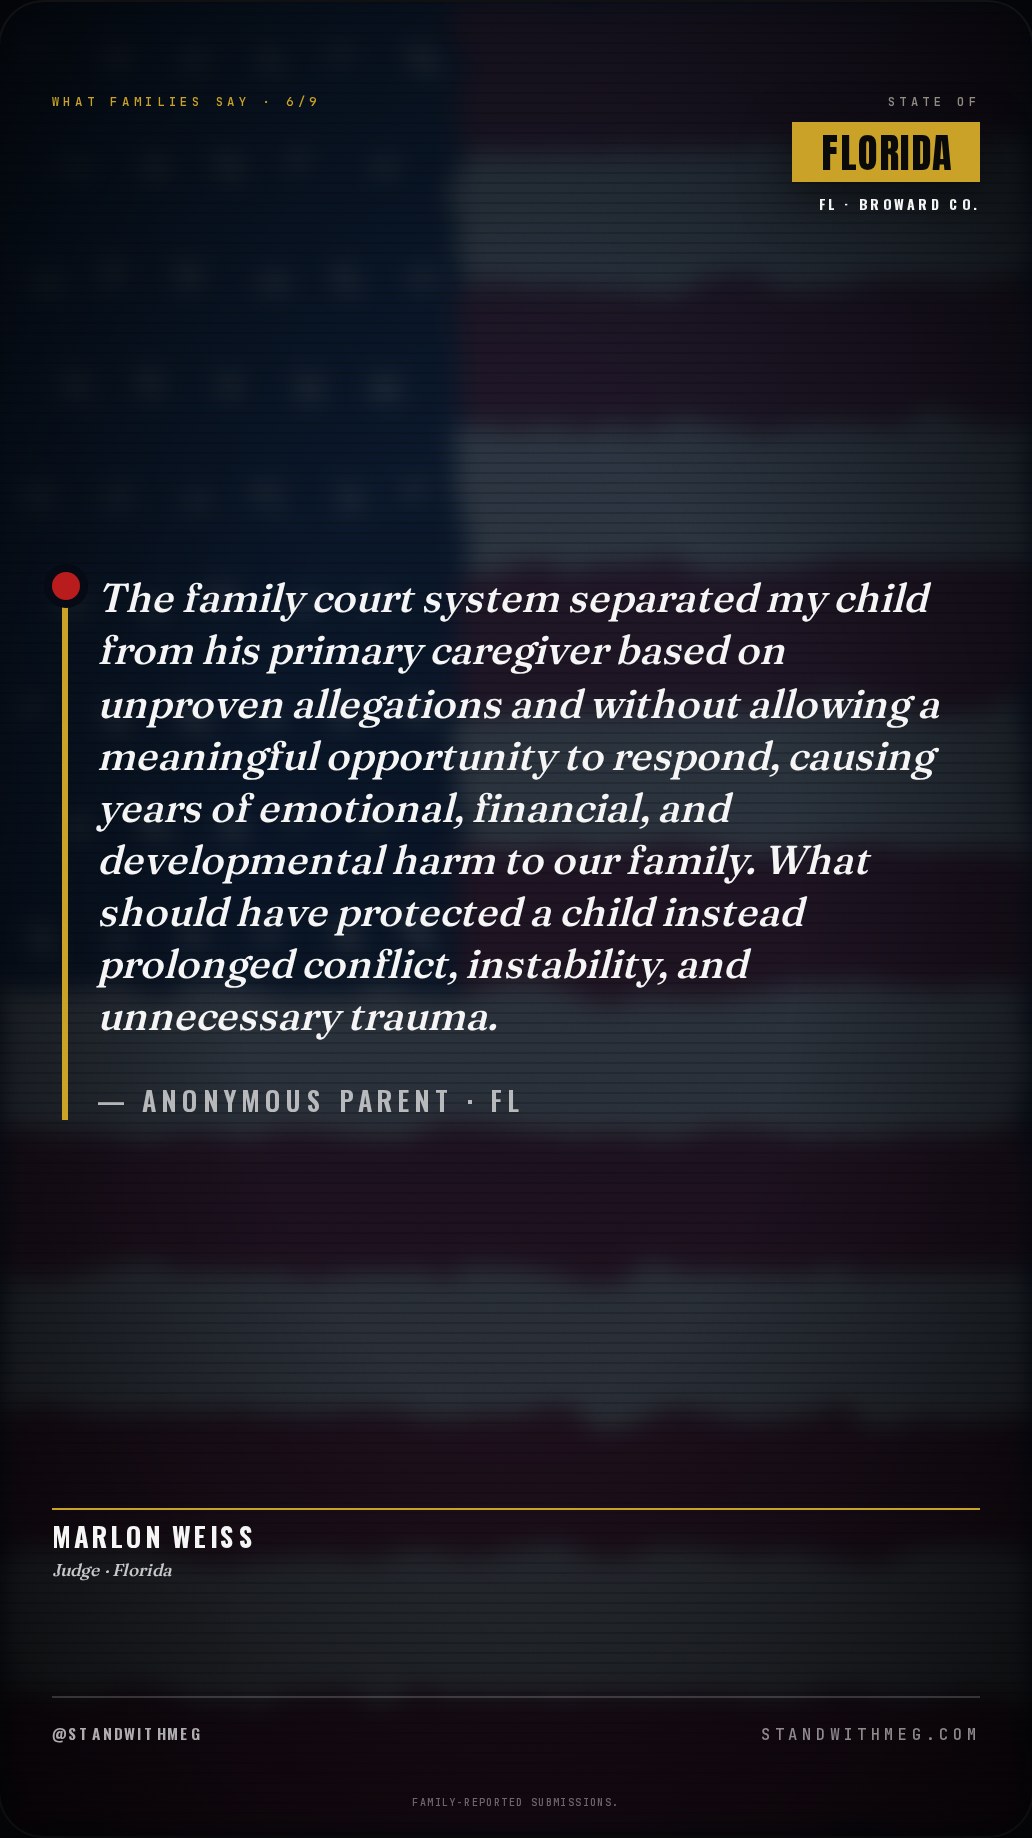 WHAT FAMILIES SAY · 6/9
STATE OF
FLORIDA
FL · BROWARD CO.
The family court system separated my child
from his primary caregiver based on
unproven allegations and without allowing a
meaningful opportunity to respond, causing
years of emotional, financial, and
developmental harm to our family. What
should have protected a child instead
prolonged conflict, instability, and
unnecessary trauma.
— ANONYMOUS PARENT · FL
MARLON WEISS
Judge · Florida
@STANDWITHMEG
STANDWITHMEG.COM
FAMILY-REPORTED SUBMISSIONS.